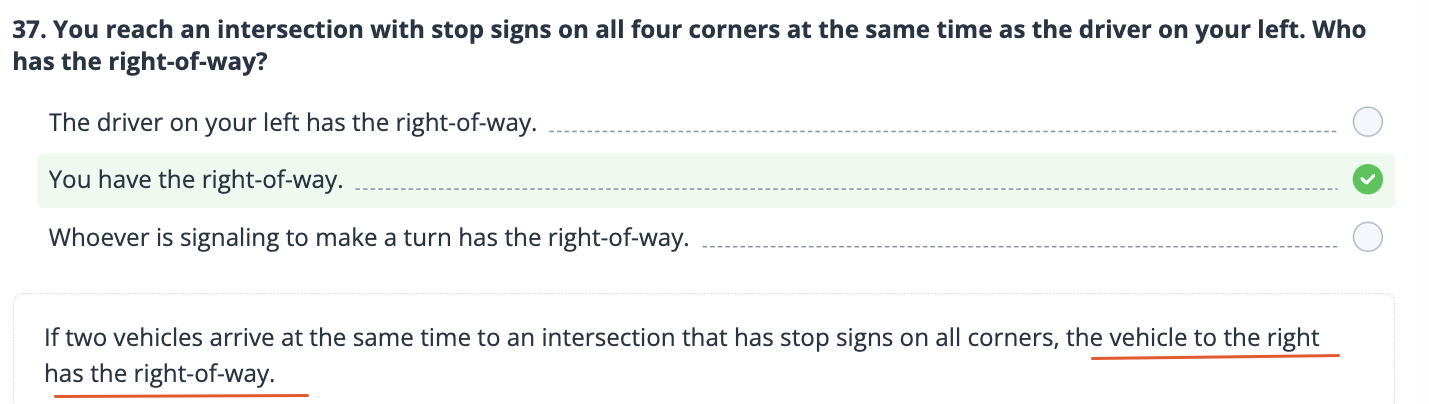 37. You reach an intersection with stop signs on all four corners at the same time as the driver on your left. Who
has the right-of-way?
The driver on your left has the right-of-way.
You have the right-of-way.
Whoever is signaling to make a turn has the right-of-way.
If two vehicles arrive at the same time to an intersection that has stop signs on all corners, the vehicle to the right
has the right-of-way.